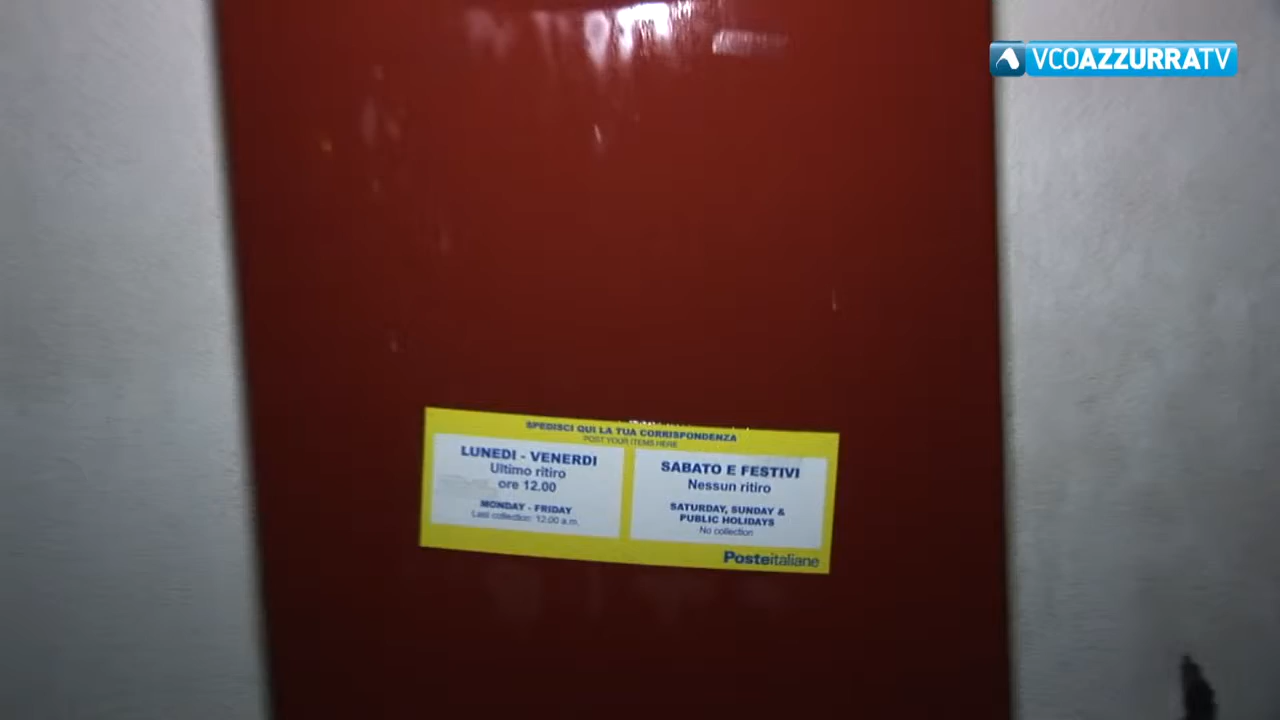 VCOAZZURRATV
SPEDISCI QUI LA TUA CORRISPONDENZA
POST YOUR ITEMS HERE
LUNEDI - VENERDI
Ultimo ritiro
ore 12.00
MONDAY - FRIDAY
Last collection: 12:00 a.m.
SABATO E FESTIVI
Nessun ritiro
SATURDAY, SUNDAY &
PUBLIC HOLIDAYS
No collection
Posteitaliane